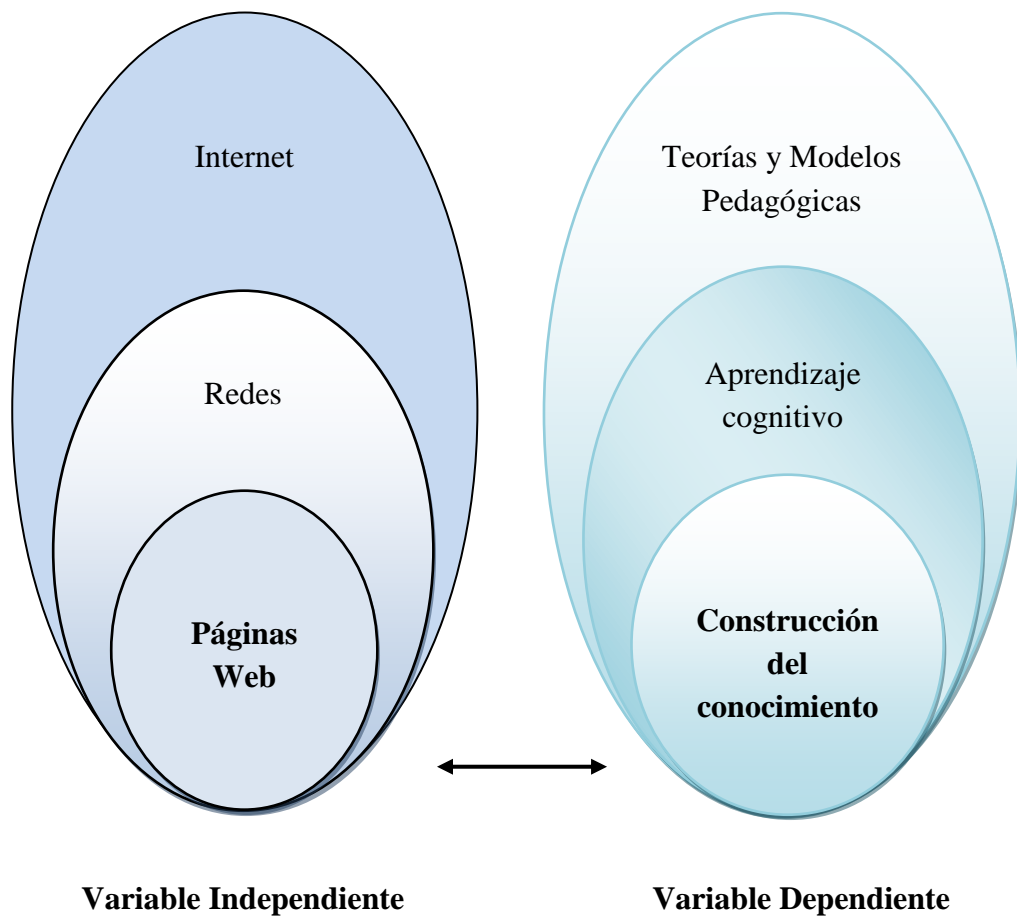 Internet
Redes
Páginas
Web
Teorías y Modelos
Pedagógicas
Aprendizaje
cognitivo
Construcción
del
conocimiento
Variable Independiente
Variable Dependiente